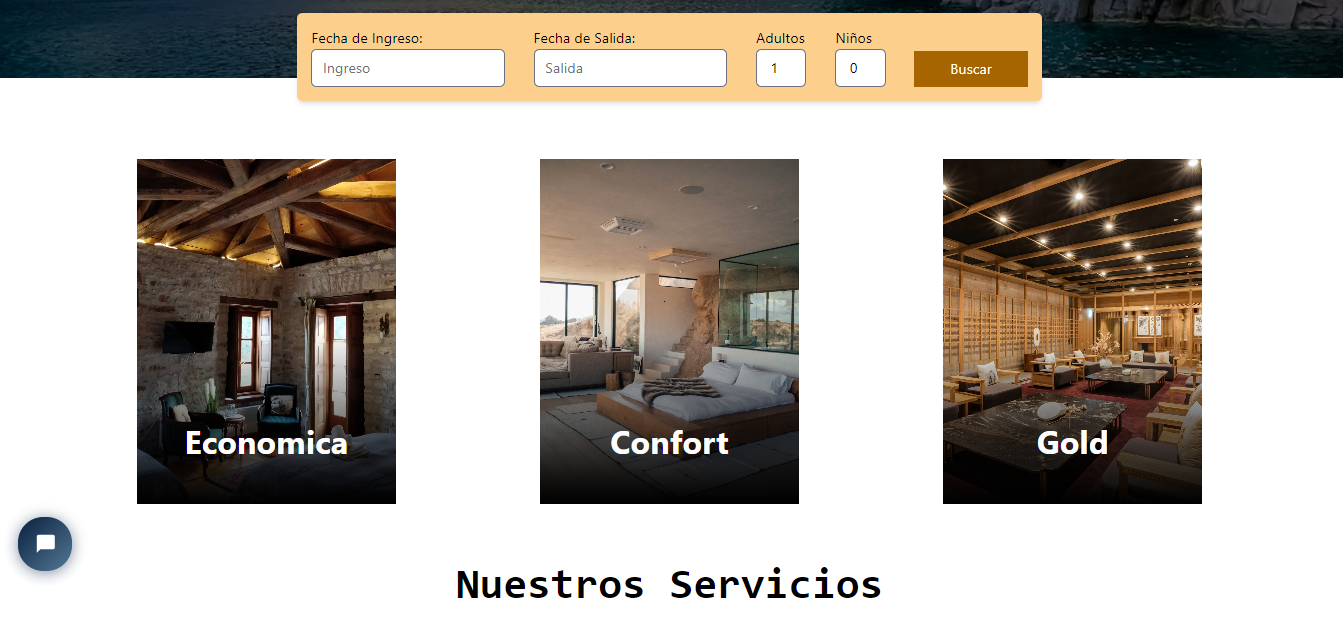 Fecha de Ingreso: Fecha de Salida: Adultos Niños
Ingreso Salida 1 0 Buscar
Economica Confort Gold
Nuestros Servicios